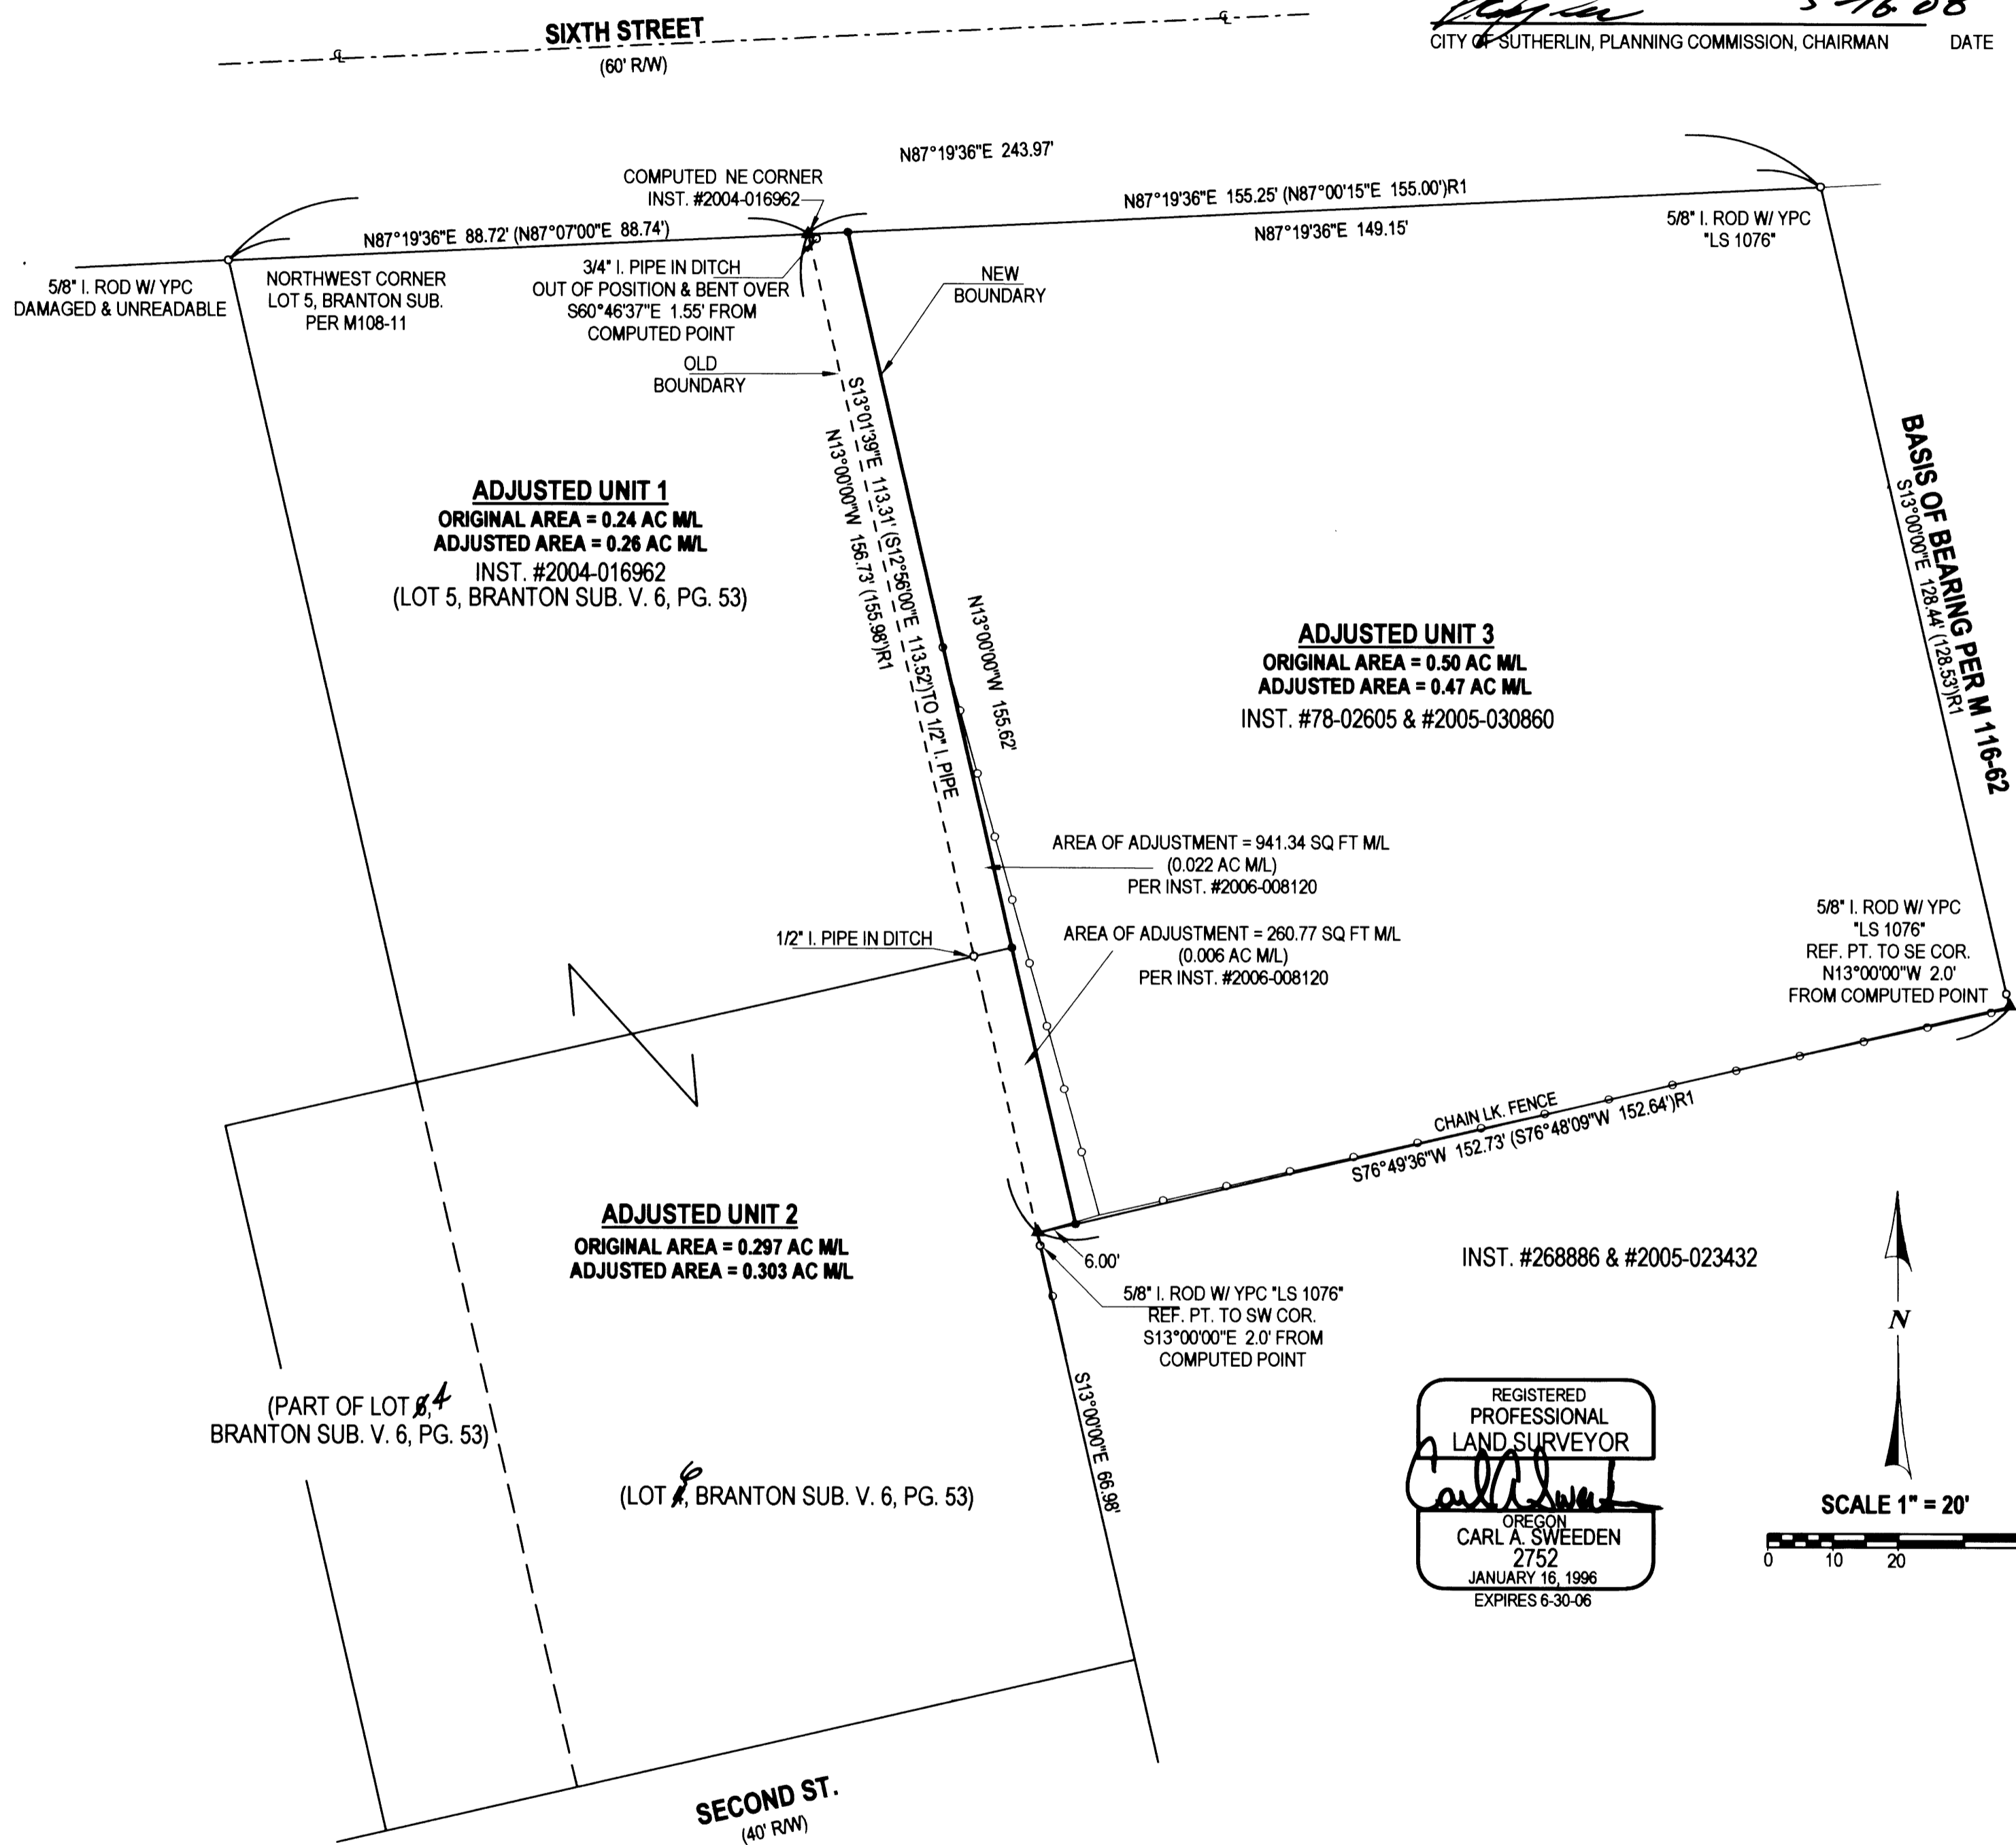 SIXTH STREET
(60' R/W)
CITY OF SUTHERLIN, PLANNING COMMISSION, CHAIRMAN DATE
N87°19'36"E 243.97'
COMPUTED NE CORNER
INST. #2004-016962
N87°19'36"E 88.72' (N87°07'00"E 88.74')
N87°19'36"E 155.25' (N87°00'15"E 155.00')R1
N87°19'36"E 149.15'
5/8" I. ROD W/ YPC
"LS 1076"
5/8" I. ROD W/ YPC
DAMAGED & UNREADABLE
NORTHWEST CORNER
LOT 5, BRANTON SUB.
PER M108-11
3/4" I. PIPE IN DITCH
OUT OF POSITION & BENT OVER
S60°46'37"E 1.55' FROM
COMPUTED POINT
NEW
BOUNDARY
OLD
BOUNDARY
S13°01'39"E 113.31' (S12°56'00"E 113.52')TO 1/2" I. PIPE
N13°00'00"W 156.73' (155.98')R1
N13°00'00"W 155.62'
BASIS OF BEARING PER M 116-62
S13°00'00"E 128.44' (128.53')R1
ADJUSTED UNIT 1
ORIGINAL AREA = 0.24 AC M/L
ADJUSTED AREA = 0.26 AC M/L
INST. #2004-016962
(LOT 5, BRANTON SUB. V. 6, PG. 53)
ADJUSTED UNIT 3
ORIGINAL AREA = 0.50 AC M/L
ADJUSTED AREA = 0.47 AC M/L
INST. #78-02605 & #2005-030860
AREA OF ADJUSTMENT = 941.34 SQ FT M/L
(0.022 AC M/L)
PER INST. #2006-008120
1/2" I. PIPE IN DITCH
AREA OF ADJUSTMENT = 260.77 SQ FT M/L
(0.006 AC M/L)
PER INST. #2006-008120
5/8" I. ROD W/ YPC
"LS 1076"
REF. PT. TO SE COR.
N13°00'00"W 2.0'
FROM COMPUTED POINT
CHAIN LK. FENCE
S76°49'36"W 152.73' (S76°48'09"W 152.64')R1
ADJUSTED UNIT 2
ORIGINAL AREA = 0.297 AC M/L
ADJUSTED AREA = 0.303 AC M/L
6.00'
INST. #268886 & #2005-023432
5/8" I. ROD W/ YPC "LS 1076"
REF. PT. TO SW COR.
S13°00'00"E 2.0' FROM
COMPUTED POINT
S13°00'00"E 66.98'
(PART OF LOT 4,
BRANTON SUB. V. 6, PG. 53)
(LOT 6, BRANTON SUB. V. 6, PG. 53)
REGISTERED
PROFESSIONAL
LAND SURVEYOR
Carl A. Sweeden
OREGON
CARL A. SWEEDEN
2752
JANUARY 16, 1996
EXPIRES 6-30-06
N
SCALE 1" = 20'
0 10 20
SECOND ST.
(40' R/W)